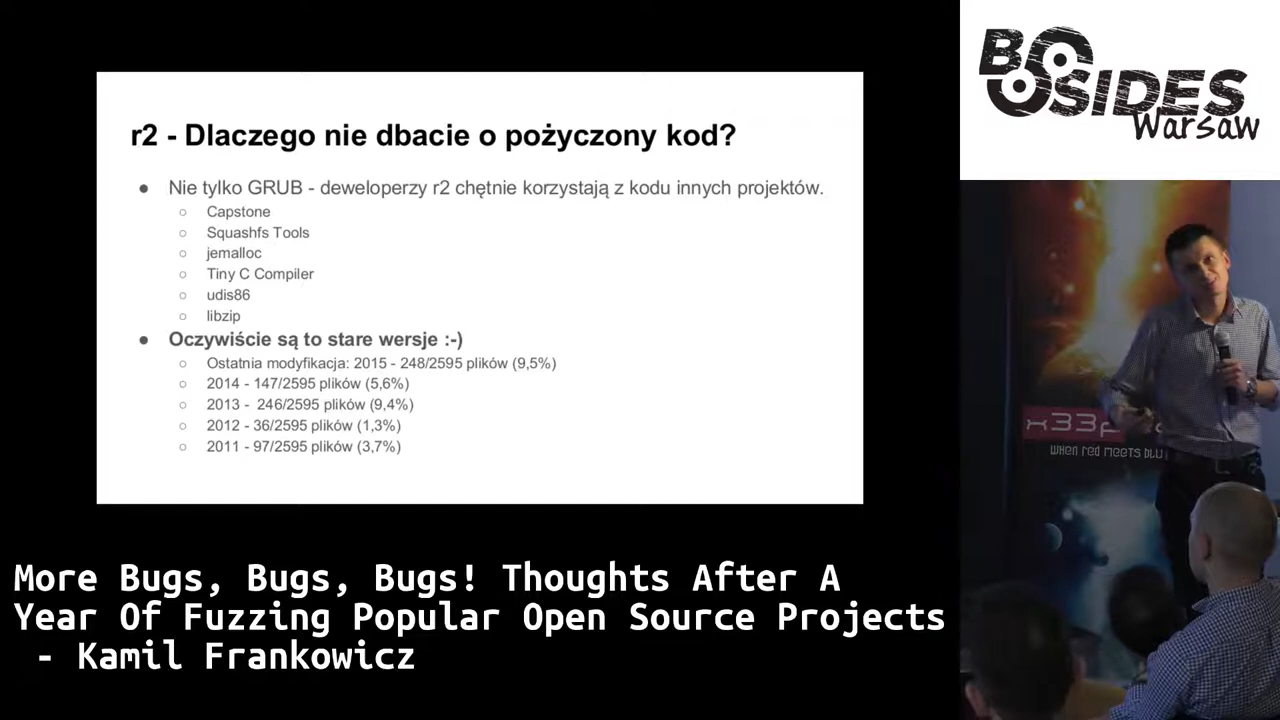 r2 - Dlaczego nie dbacie o pożyczony kod?
● Nie tylko GRUB - deweloperzy r2 chętnie korzystają z kodu innych projektów.
○ Capstone
○ Squashfs Tools
○ jemalloc
○ Tiny C Compiler
○ udis86
○ libzip
● Oczywiście są to stare wersje :-)
○ Ostatnia modyfikacja: 2015 - 248/2595 plików (9,5%)
○ 2014 - 147/2595 plików (5,6%)
○ 2013 - 246/2595 plików (9,4%)
○ 2012 - 36/2595 plików (1,3%)
○ 2011 - 97/2595 plików (3,7%)
BSIDES
Warsaw
WHEN RED MEETS BLU
More Bugs, Bugs, Bugs! Thoughts After A
Year Of Fuzzing Popular Open Source Projects
- Kamil Frankowicz